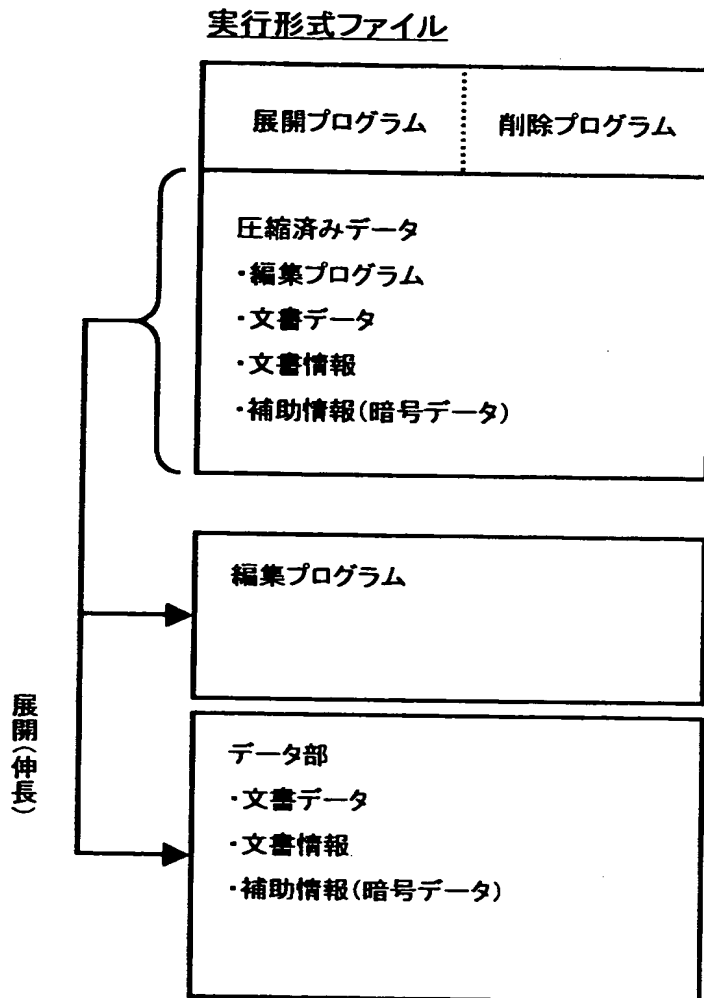 実行形式ファイル
展開プログラム
削除プログラム
圧縮済みデータ
・編集プログラム
・文書データ
・文書情報
・補助情報(暗号データ)
編集プログラム
展開(伸長)
データ部
・文書データ
・文書情報
・補助情報(暗号データ)